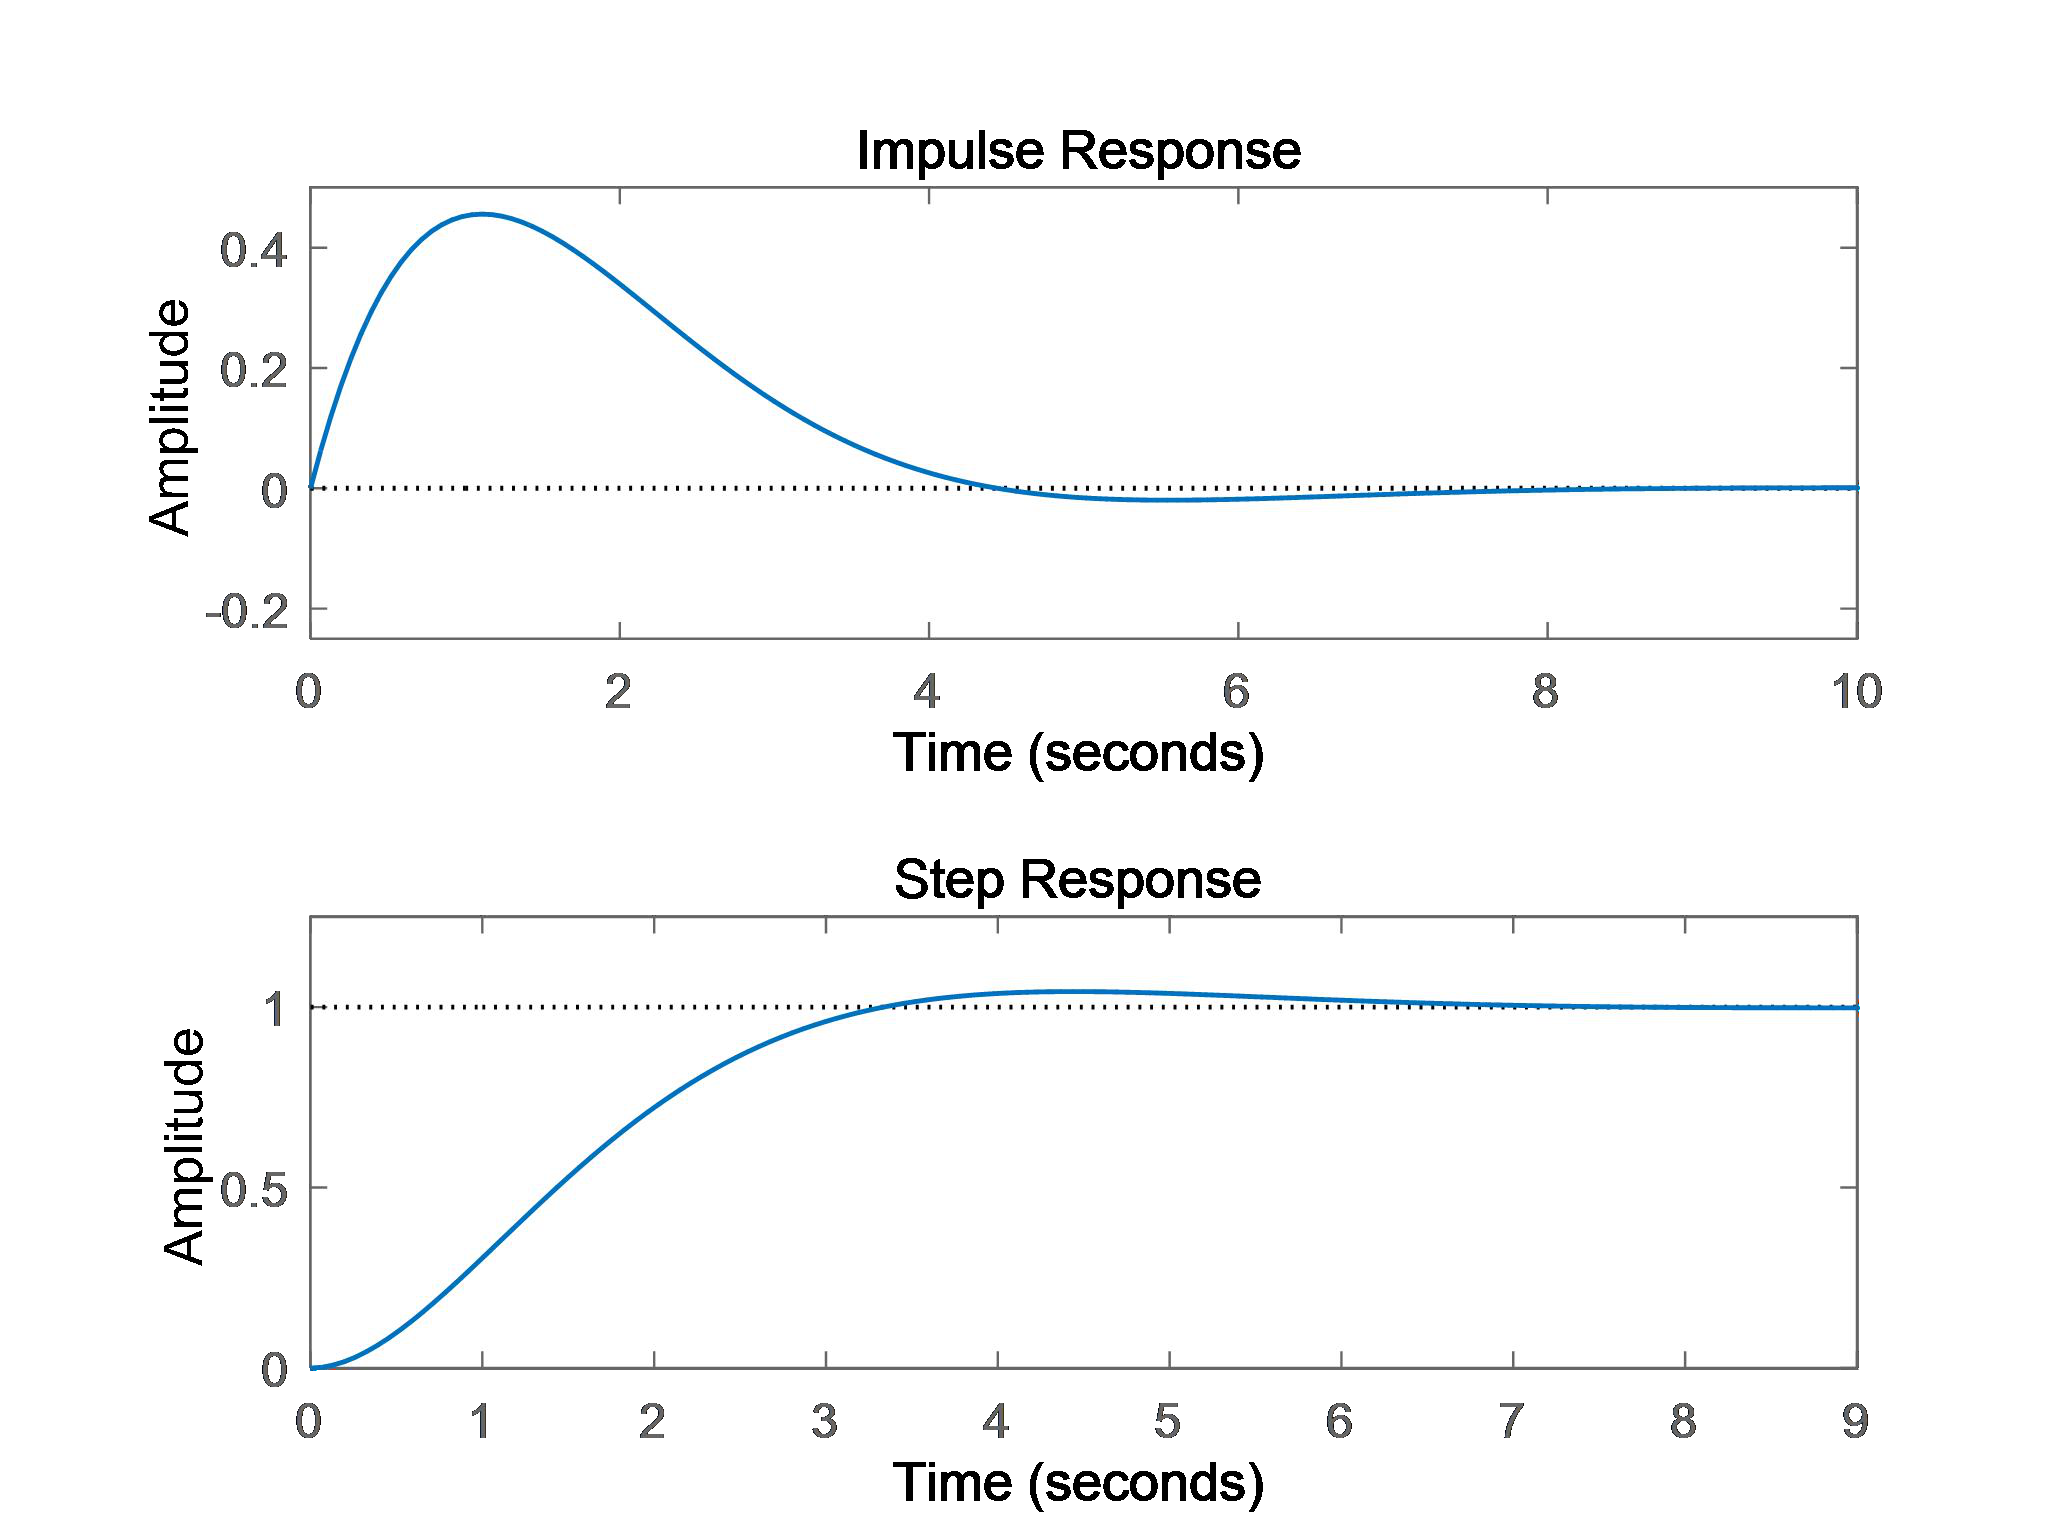 Impulse Response
Amplitude
0.4
0.2
0
-0.2
0 2 4 6 8 10
Time (seconds)
Step Response
Amplitude
1
0.5
0
0 1 2 3 4 5 6 7 8 9
Time (seconds)